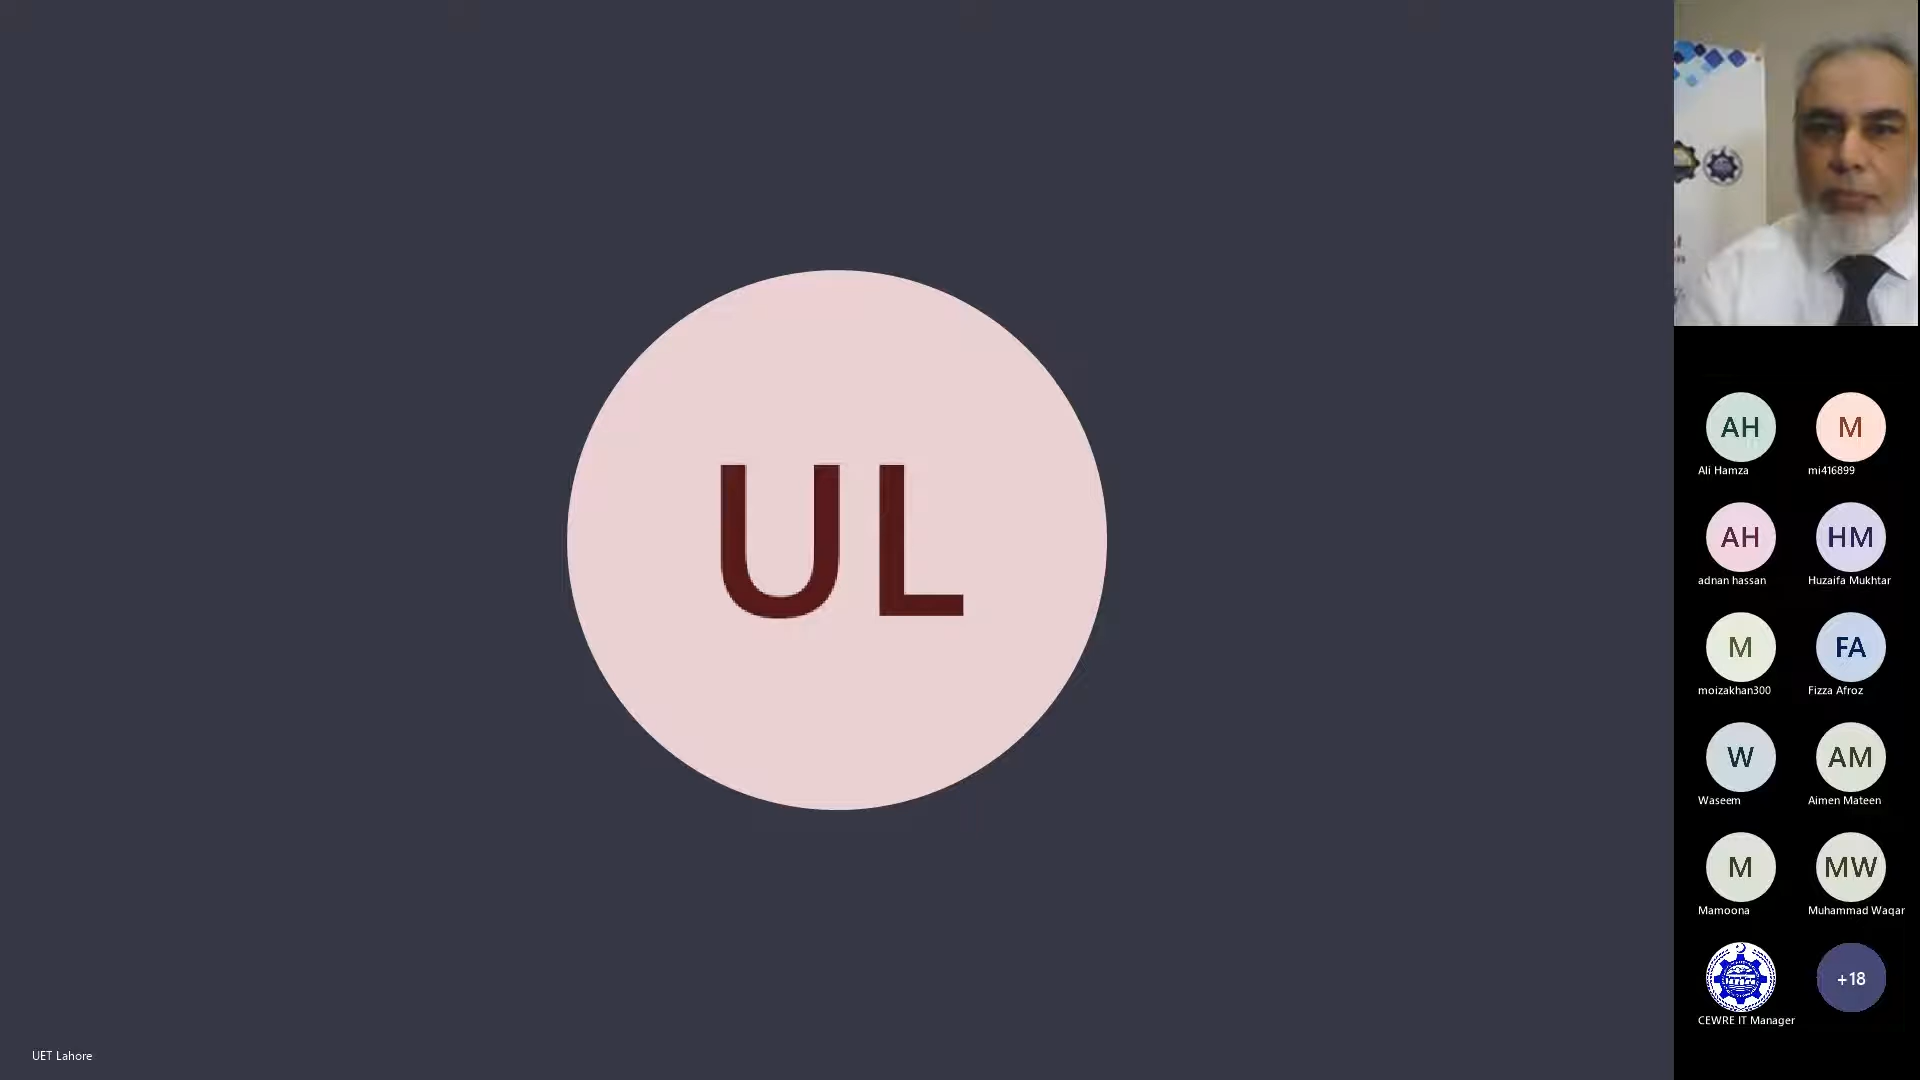 UL
UET Lahore
AH
M
Ali Hamza
mi416899
AH
HM
adnan hassan
Huzaifa Mukhtar
M
FA
moizakhan300
Fizza Afroz
W
AM
Waseem
Aimen Mateen
M
MW
Mamoona
Muhammad Waqar
+18
CEWRE IT Manager